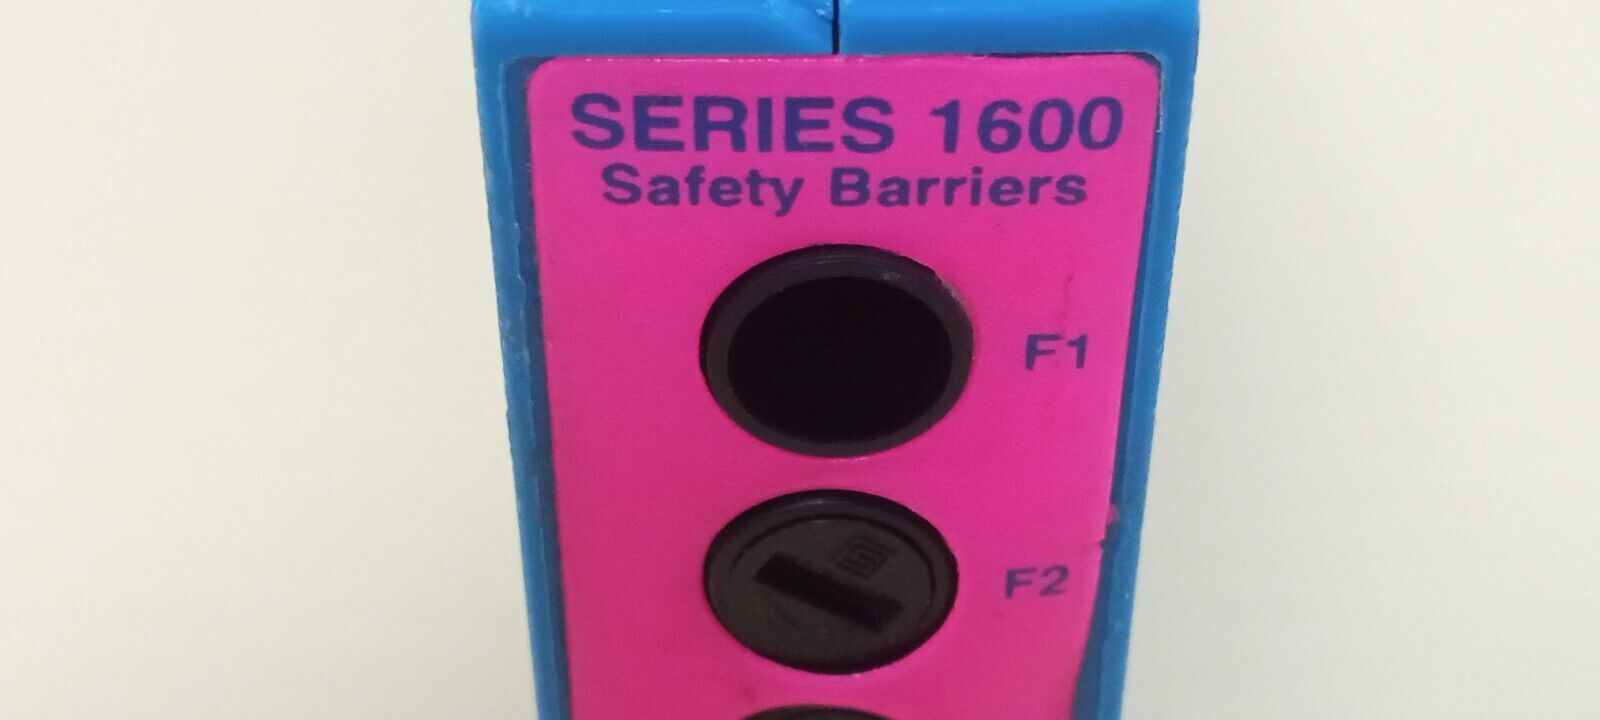 SERIES 1600
Safety Barriers
F1
F2